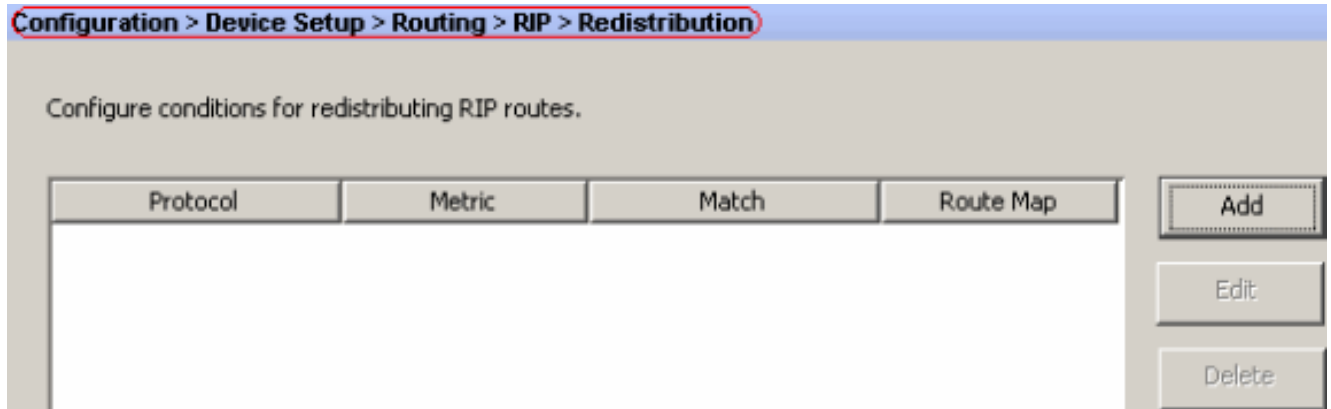 Configuration > Device Setup > Routing > RIP > Redistribution
Configure conditions for redistributing RIP routes.
Protocol Metric Match Route Map Add
Edit
Delete